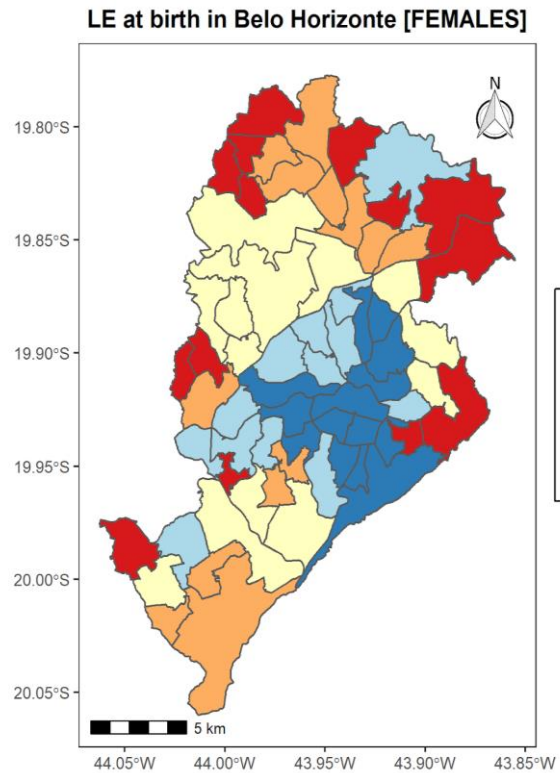 LE at birth in Belo Horizonte [FEMALES]
N
19.80°S
19.85°S
19.90°S
19.95°S
20.00°S
20.05°S
5 km
44.05°W 44.00°W 43.95°W 43.90°W 43.85°W